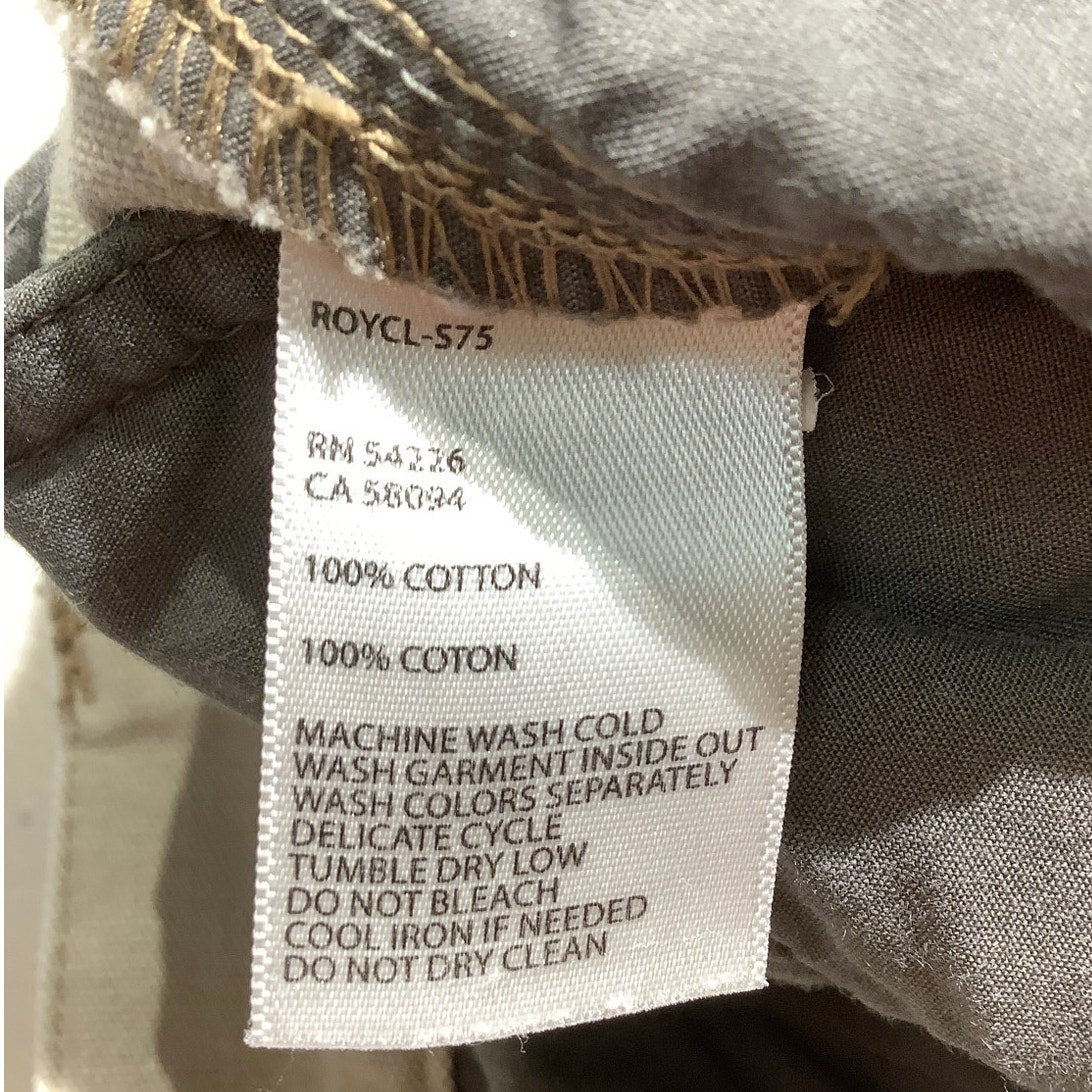 ROYCL-S75
RM 54226
CA 58094
100% COTTON
100% COTON
MACHINE WASH COLD
WASH GARMENT INSIDE OUT
WASH COLORS SEPARATELY
DELICATE CYCLE
TUMBLE DRY LOW
DO NOT BLEACH
COOL IRON IF NEEDED
DO NOT DRY CLEAN